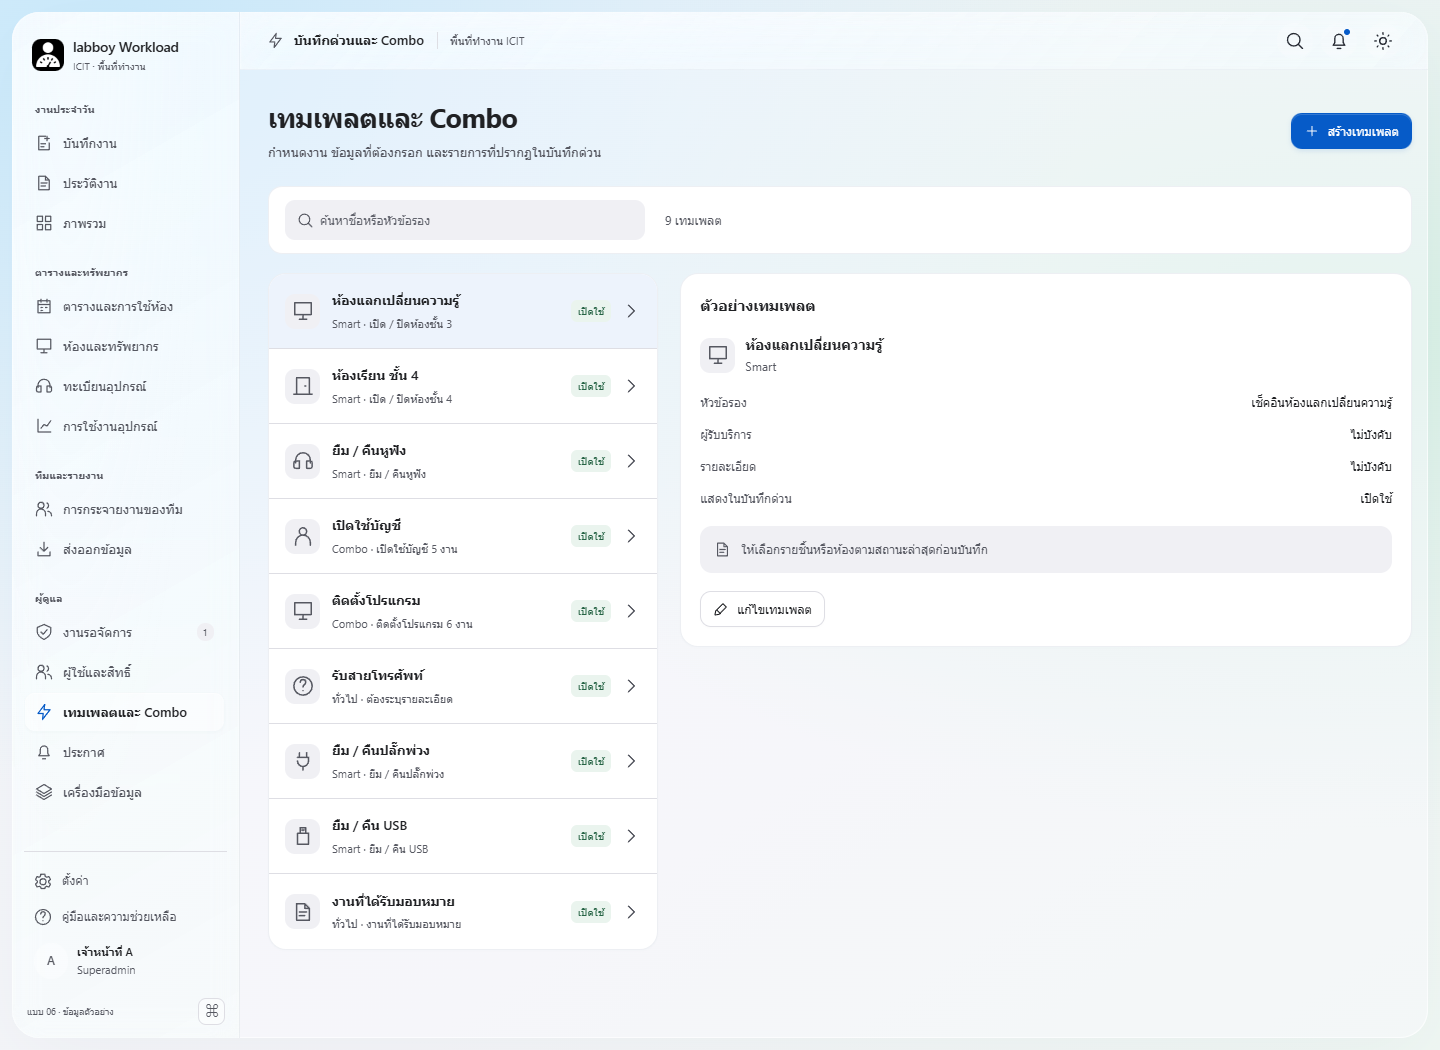 labboy Workload
ICIT · พื้นที่ทำงาน
งานประจำวัน
บันทึกงาน
ประวัติงาน
ภาพรวม
ตารางและทรัพยากร
ตารางและการใช้ห้อง
ห้องและทรัพยากร
ทะเบียนอุปกรณ์
การใช้งานอุปกรณ์
ทีมและรายงาน
การกระจายงานของทีม
ส่งออกข้อมูล
ผู้ดูแล
งานรอจัดการ 1
ผู้ใช้และสิทธิ์
เทมเพลตและ Combo
ประกาศ
เครื่องมือข้อมูล
ตั้งค่า
คู่มือและความช่วยเหลือ
A
เจ้าหน้าที่ A
Superadmin
แบบ 06 · ข้อมูลตัวอย่าง
⌘
บันทึกด่วนและ Combo พื้นที่ทำงาน ICIT
เทมเพลตและ Combo
กำหนดงาน ข้อมูลที่ต้องกรอก และรายการที่ปรากฏในบันทึกด่วน
สร้างเทมเพลต
ค้นหาชื่อหรือหัวข้อรอง
9 เทมเพลต
ห้องแลกเปลี่ยนความรู้
Smart · เปิด / ปิดห้องชั้น 3
เปิดใช้
ห้องเรียน ชั้น 4
Smart · เปิด / ปิดห้องชั้น 4
เปิดใช้
ยืม / คืนหูฟัง
Smart · ยืม / คืนหูฟัง
เปิดใช้
เปิดใช้บัญชี
Combo · เปิดใช้บัญชี 5 งาน
เปิดใช้
ติดตั้งโปรแกรม
Combo · ติดตั้งโปรแกรม 6 งาน
เปิดใช้
รับสายโทรศัพท์
ทั่วไป · ต้องระบุรายละเอียด
เปิดใช้
ยืม / คืนปลั๊กพ่วง
Smart · ยืม / คืนปลั๊กพ่วง
เปิดใช้
ยืม / คืน USB
Smart · ยืม / คืน USB
เปิดใช้
งานที่ได้รับมอบหมาย
ทั่วไป · งานที่ได้รับมอบหมาย
เปิดใช้
ตัวอย่างเทมเพลต
ห้องแลกเปลี่ยนความรู้
Smart
หัวข้อรอง เช็คอินห้องแลกเปลี่ยนความรู้
ผู้รับบริการ ไม่บังคับ
รายละเอียด ไม่บังคับ
แสดงในบันทึกด่วน เปิดใช้
ให้เลือกรายชิ้นหรือห้องตามสถานะล่าสุดก่อนบันทึก
แก้ไขเทมเพลต